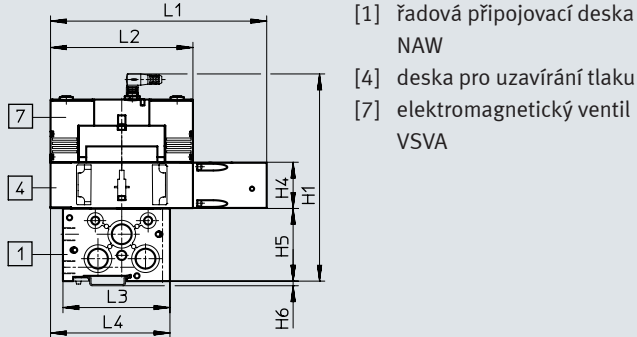 L1
L2
7
4
1
H4
H1
H5
H6
L3
L4
[1] řadová připojovací deska
NAW
[4] deska pro uzavírání tlaku
[7] elektromagnetický ventil
VSVA